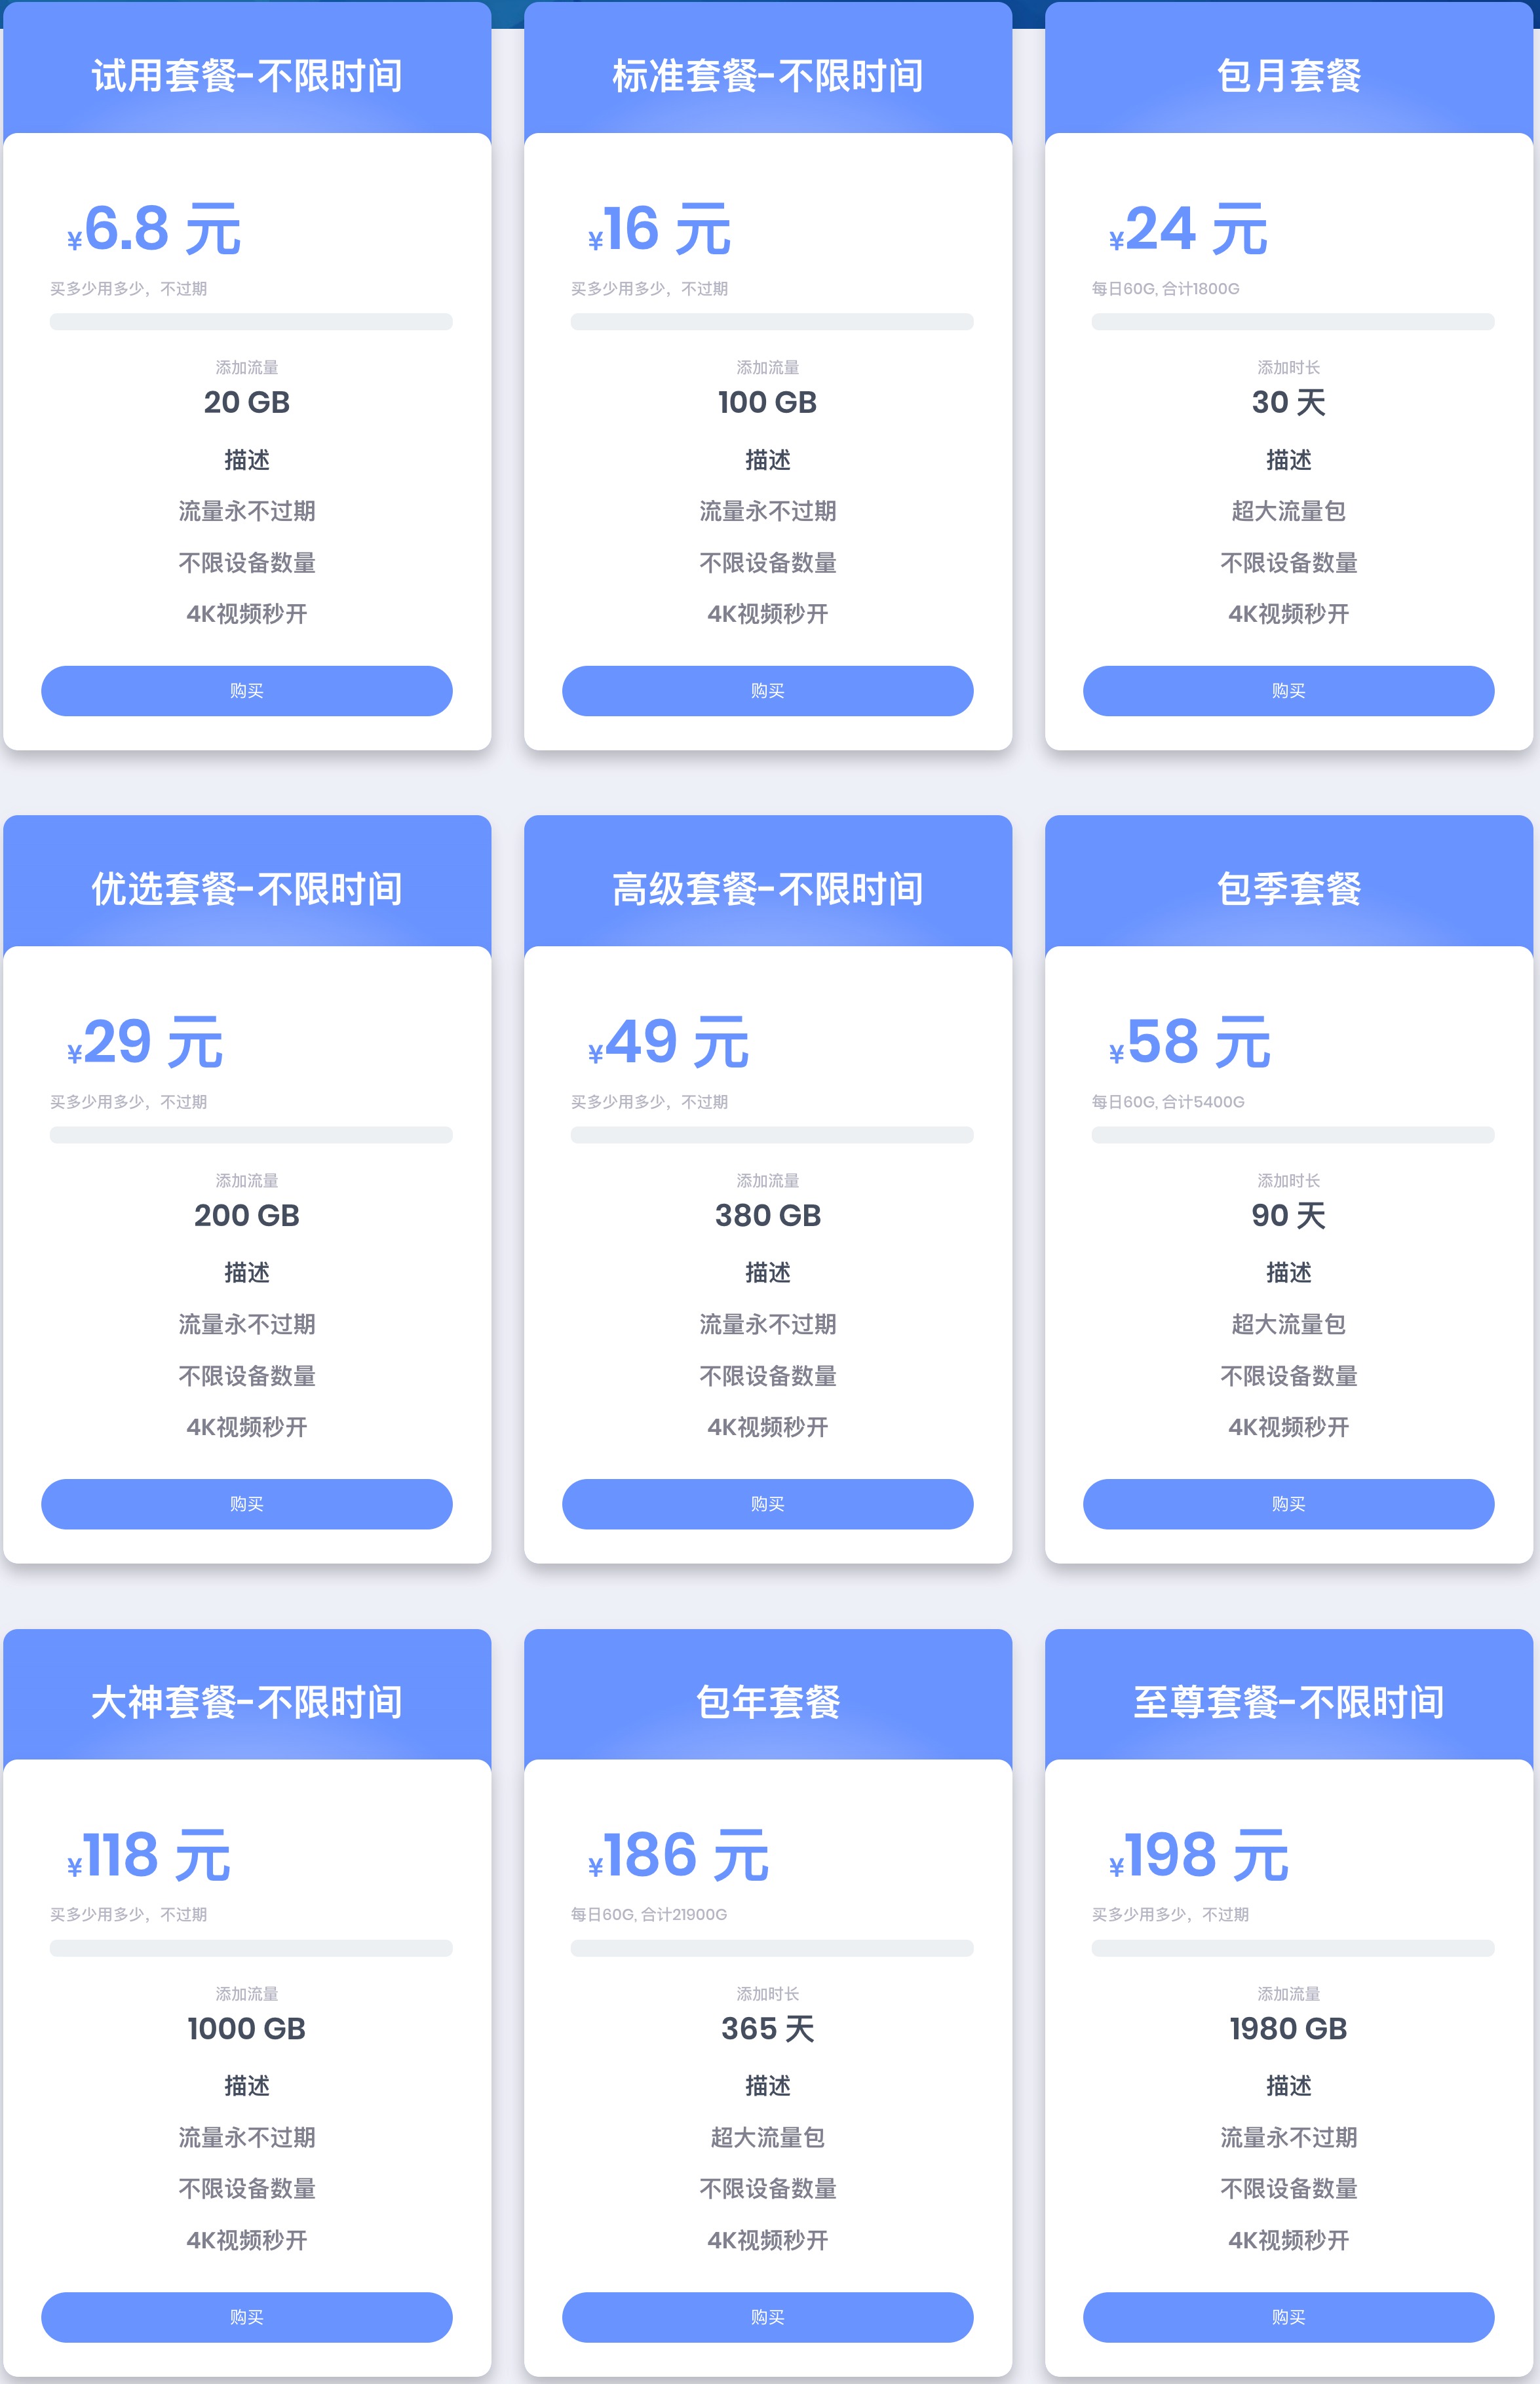 试用套餐-不限时间
¥6.8 元
买多少用多少，不过期
添加流量
20 GB
描述
流量永不过期
不限设备数量
4K视频秒开
购买
标准套餐-不限时间
¥16 元
买多少用多少，不过期
添加流量
100 GB
描述
流量永不过期
不限设备数量
4K视频秒开
购买
包月套餐
¥24 元
每日60G, 合计1800G
添加时长
30 天
描述
超大流量包
不限设备数量
4K视频秒开
购买
优选套餐-不限时间
¥29 元
买多少用多少，不过期
添加流量
200 GB
描述
流量永不过期
不限设备数量
4K视频秒开
购买
高级套餐-不限时间
¥49 元
买多少用多少，不过期
添加流量
380 GB
描述
流量永不过期
不限设备数量
4K视频秒开
购买
包季套餐
¥58 元
每日60G, 合计5400G
添加时长
90 天
描述
超大流量包
不限设备数量
4K视频秒开
购买
大神套餐-不限时间
¥118 元
买多少用多少，不过期
添加流量
1000 GB
描述
流量永不过期
不限设备数量
4K视频秒开
购买
包年套餐
¥186 元
每日60G, 合计21900G
添加时长
365 天
描述
超大流量包
不限设备数量
4K视频秒开
购买
至尊套餐-不限时间
¥198 元
买多少用多少，不过期
添加流量
1980 GB
描述
流量永不过期
不限设备数量
4K视频秒开
购买